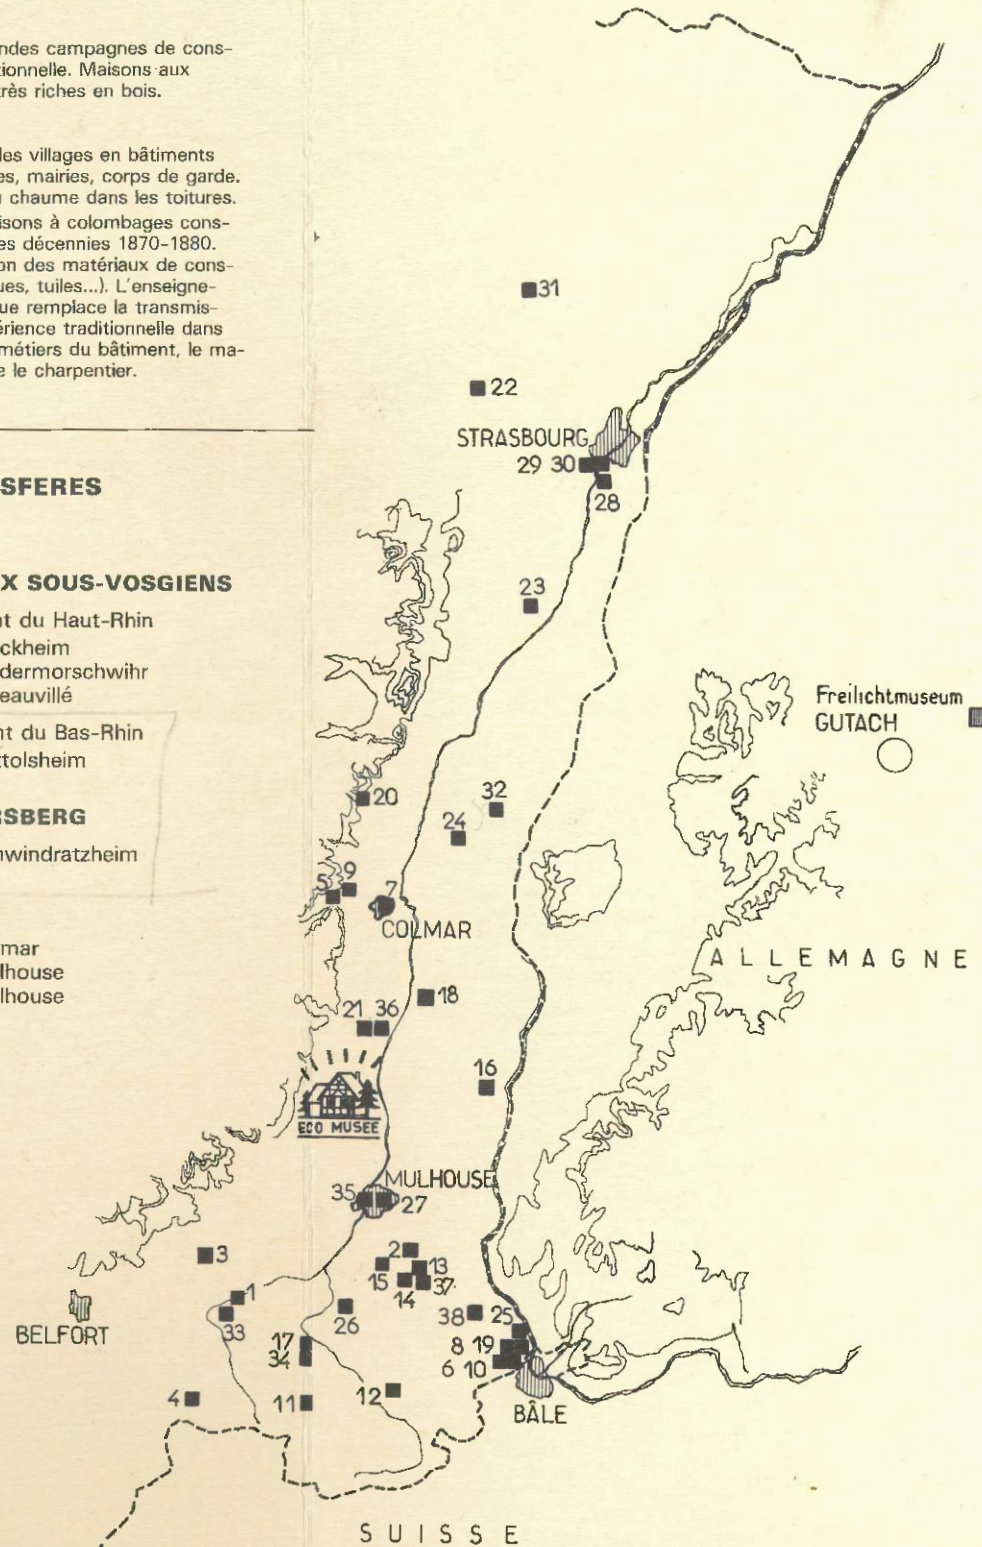 ndes campagnes de cons-
tionnelle. Maisons aux
très riches en bois.
les villages en bâtiments
es, mairies, corps de garde.
u chaume dans les toitures.
isons à colombages cons-
es décennies 1870-1880.
on des matériaux de cons-
ues, tuiles...). L'enseigne-
ue remplace la transmis-
érience traditionnelle dans
métiers du bâtiment, le ma-
e le charpentier.
SFERES
X SOUS-VOSGIENS
nt du Haut-Rhin
ckheim
dermorschwihr
eauvillé
nt du Bas-Rhin
ttolsheim
RSBERG
hwindratzheim
mar
lhouse
lhouse
31
22
STRASBOURG
29 30
28
23
Freilichtmuseum
GUTACH
20
32
24
5 9
7
COLMAR
ALLEMAGNE
18
21 36
16
ECO MUSEE
MULHOUSE
35
27
3
2
13
15
14
37
1
33
26
38
25
BELFORT
17
34
8 19
6 10
4
11
12
BÂLE
SUISSE